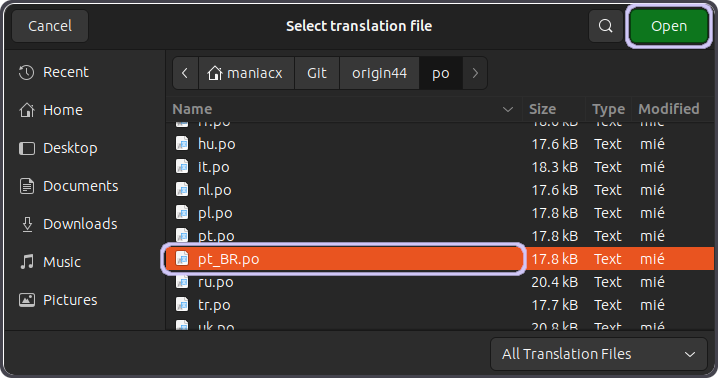 Cancel Select translation file Open
Recent
Home
Desktop
Documents
Downloads
Music
Pictures
maniacx Git origin44 po
Name Size Type Modified
hu.po 17.6 kB Text mié
it.po 18.3 kB Text mié
nl.po 17.6 kB Text mié
pl.po 17.8 kB Text mié
pt.po 17.8 kB Text mié
pt_BR.po 17.8 kB Text mié
ru.po 20.4 kB Text mié
tr.po 17.7 kB Text mié
uk.po 20.8 kB Text mié
All Translation Files